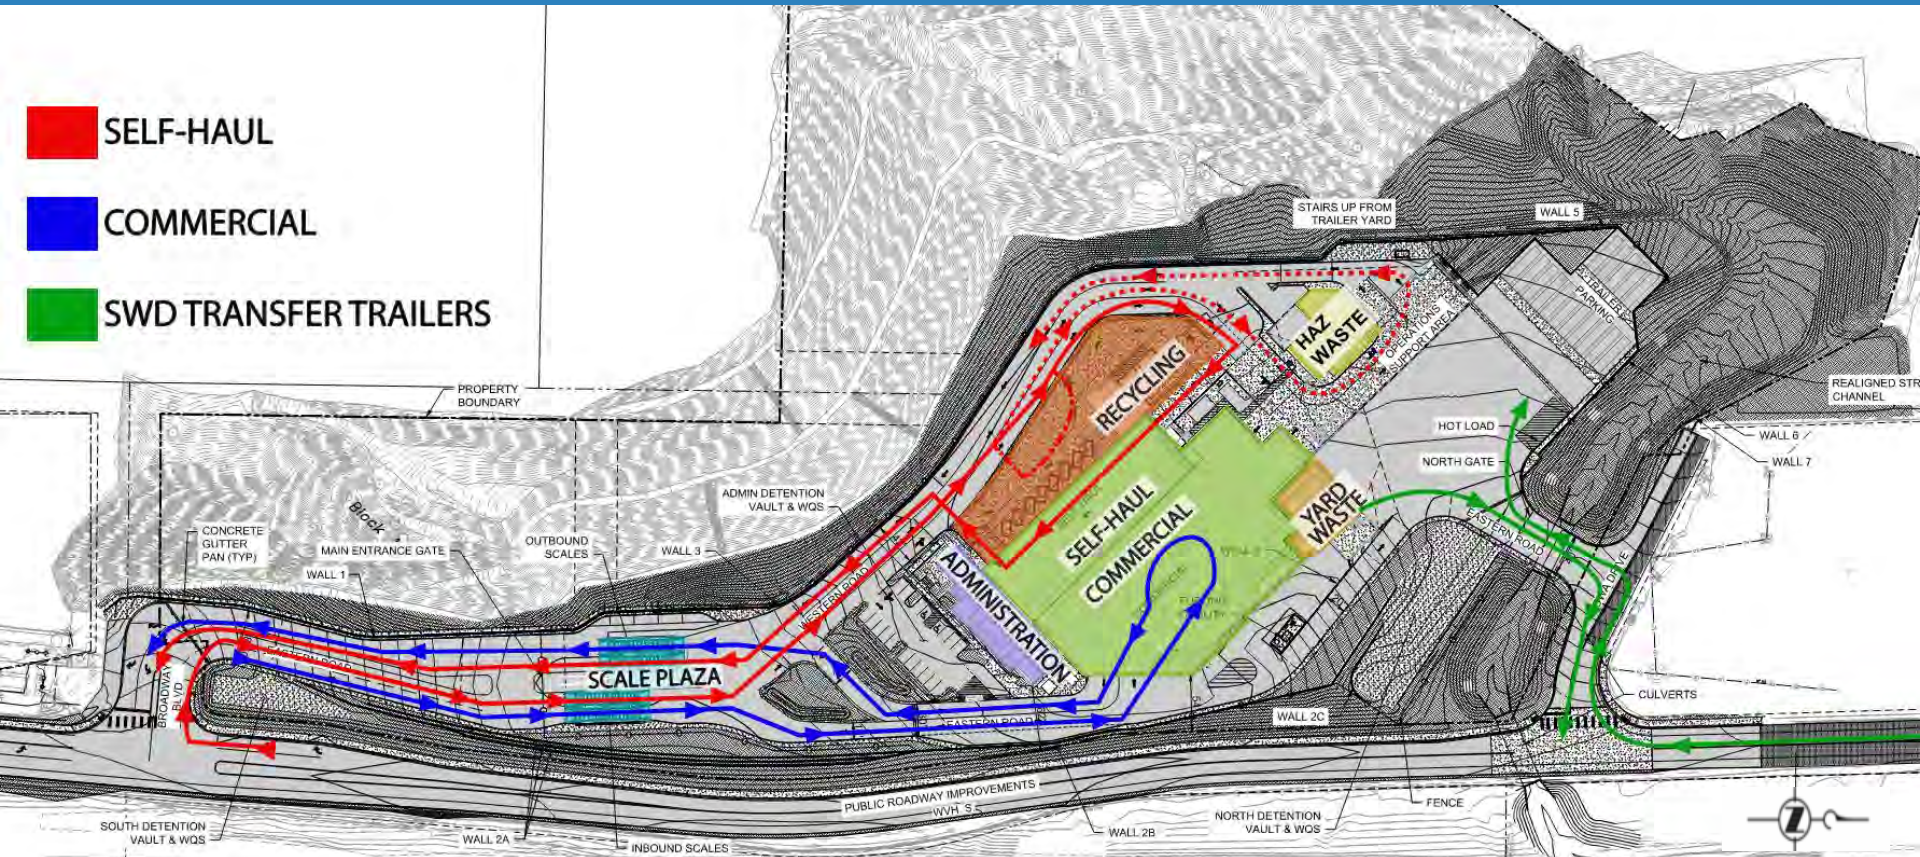 SELF-HAUL
COMMERCIAL
SWD TRANSFER TRAILERS
STAIRS UP FROM
TRAILER YARD
WALL 5
TRAILER
PARKING
HAZ
WASTE
OPERATIONS
SUPPORT AREA
RECYCLING
PROPERTY
BOUNDARY
REALIGNED STR
CHANNEL
HOT LOAD
NORTH GATE
WALL 6
WALL 7
ADMIN DETENTION
VAULT & WQS
Block
CONCRETE
GUTTER
PAN (TYP)
MAIN ENTRANCE GATE
OUTBOUND
SCALES
WALL 3
WALL 1
SELF-HAUL
COMMERCIAL
YARD
WASTE
EASTERN ROAD
ADMINISTRATION
WESTERN ROAD
EASTERN ROAD
SCALE PLAZA
BROADWAY
BLVD
EASTERN ROAD
CULVERTS
WALL 2C
PUBLIC ROADWAY IMPROVEMENTS
FENCE
SOUTH DETENTION
VAULT & WQS
WALL 2A
INBOUND SCALES
WALL 2B
NORTH DETENTION
VAULT & WQS
Z